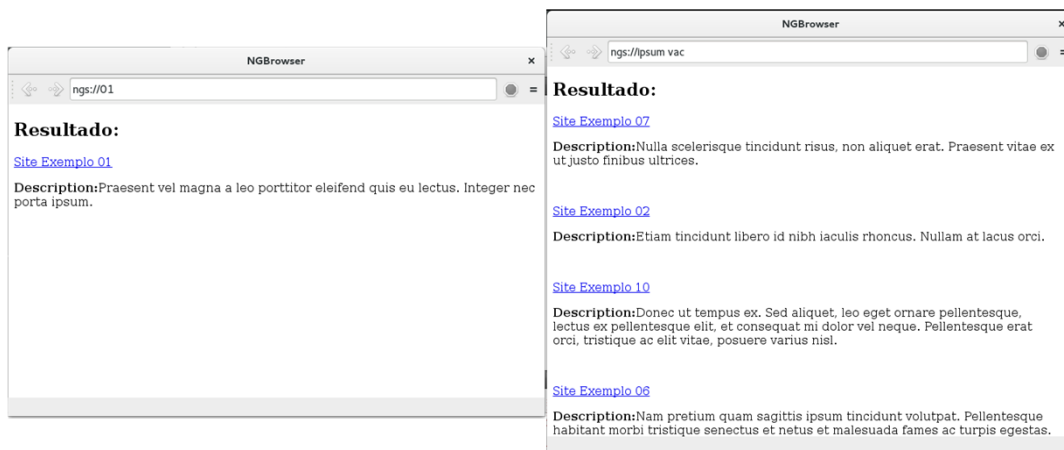 NGBrowser
ngs://01
Resultado:
Site Exemplo 01
Description:Praesent vel magna a leo porttitor eleifend quis eu lectus. Integer nec
porta ipsum.
NGBrowser
ngs://ipsum vac
Resultado:
Site Exemplo 07
Description:Nulla scelerisque tincidunt risus, non aliquet erat. Praesent vitae ex
ut justo finibus ultrices.
Site Exemplo 02
Description:Etiam tincidunt libero id nibh iaculis rhoncus. Nullam at lacus orci.
Site Exemplo 10
Description:Donec ut tempus ex. Sed aliquet, leo eget ornare pellentesque,
lectus ex pellentesque elit, et consequat mi dolor vel neque. Pellentesque erat
orci, tristique ac elit vitae, posuere varius nisl.
Site Exemplo 06
Description:Nam pretium quam sagittis ipsum tincidunt volutpat. Pellentesque
habitant morbi tristique senectus et netus et malesuada fames ac turpis egestas.